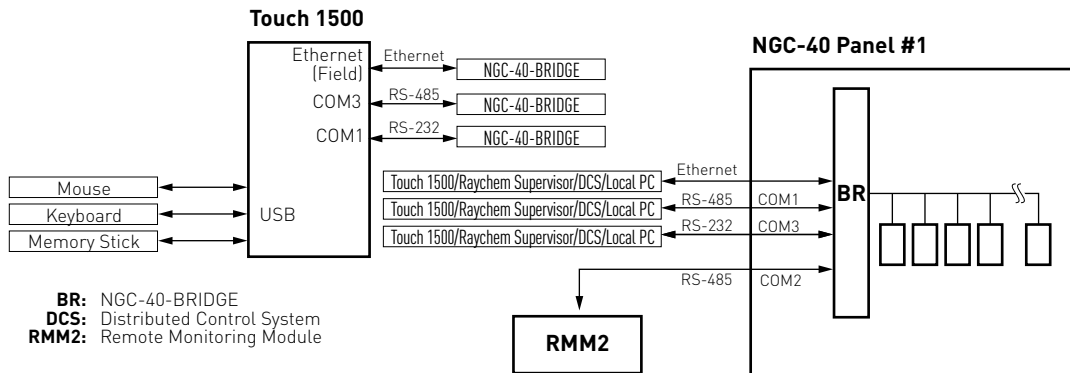 Touch 1500
Ethernet
(Field)
Ethernet
NGC-40-BRIDGE
COM3
RS-485
NGC-40-BRIDGE
COM1
RS-232
NGC-40-BRIDGE
Mouse
Keyboard
Memory Stick
USB
NGC-40 Panel #1
Touch 1500/Raychem Supervisor/DCS/Local PC
Ethernet
Touch 1500/Raychem Supervisor/DCS/Local PC
RS-485 COM1
Touch 1500/Raychem Supervisor/DCS/Local PC
RS-232 COM3
RS-485 COM2
BR
RMM2
BR: NGC-40-BRIDGE
DCS: Distributed Control System
RMM2: Remote Monitoring Module